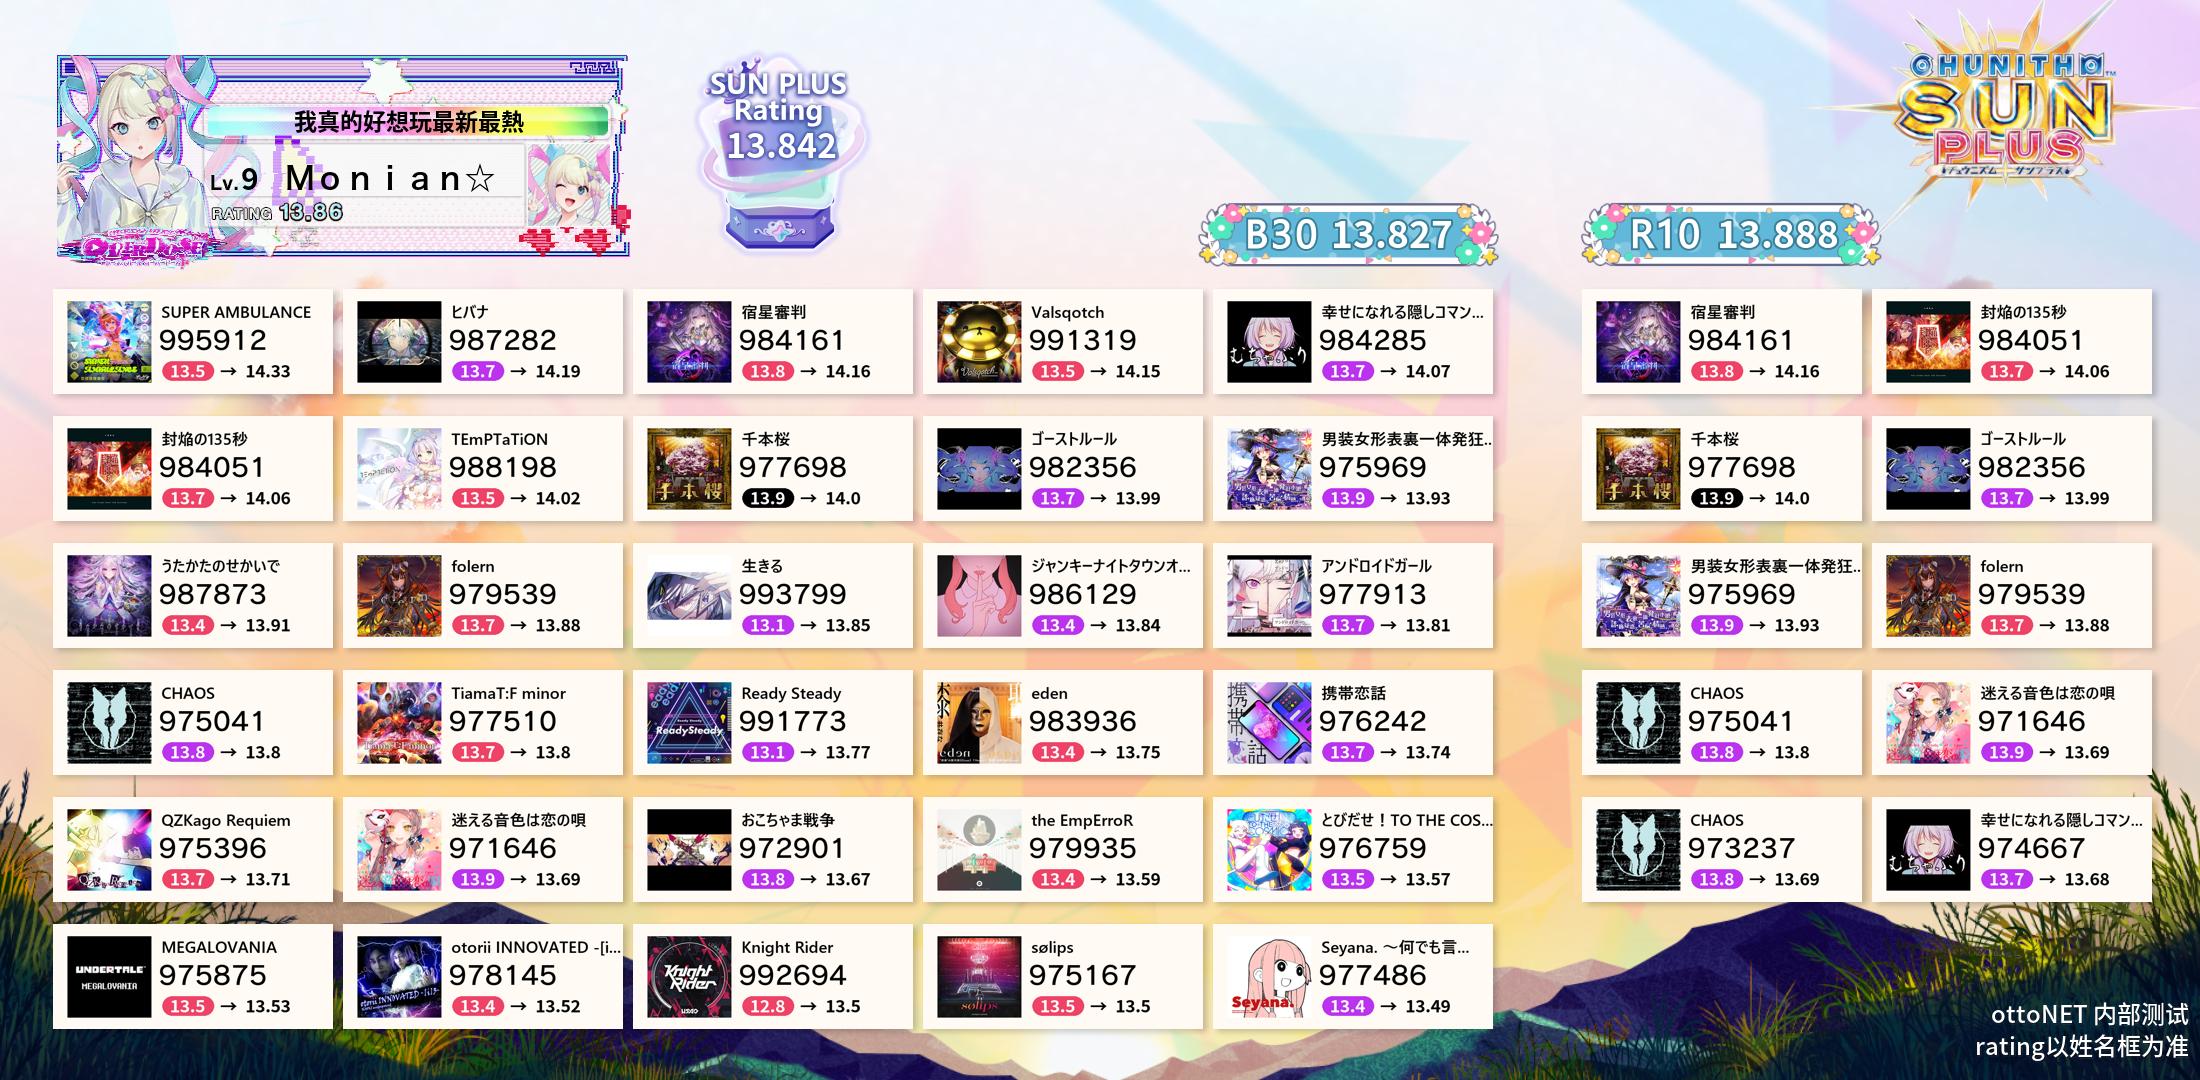 我真的好想玩最新最熱
Lv.9 Monian☆
RATING 13.86
SUN PLUS
Rating
13.842
CHUNITHM
SUN
PLUS
チュウニズム サンプラス
B30 13.827
R10 13.888
SUPER AMBULANCE
995912
13.5 → 14.33
ヒバナ
987282
13.7 → 14.19
宿星審判
984161
13.8 → 14.16
Valsqotch
991319
13.5 → 14.15
幸せになれる隠しコマン...
984285
13.7 → 14.07
封焔の135秒
984051
13.7 → 14.06
TEmPTaTiON
988198
13.5 → 14.02
千本桜
977698
13.9 → 14.0
ゴーストルール
982356
13.7 → 13.99
男装女形表裏一体発狂..
975969
13.9 → 13.93
うたかたのせかいで
987873
13.4 → 13.91
folern
979539
13.7 → 13.88
生きる
993799
13.1 → 13.85
ジャンキーナイトタウンオ...
986129
13.4 → 13.84
アンドロイドガール
977913
13.7 → 13.81
CHAOS
975041
13.8 → 13.8
TiamaT:F minor
977510
13.7 → 13.8
Ready Steady
991773
13.1 → 13.77
eden
983936
13.4 → 13.75
携帯恋話
976242
13.7 → 13.74
QZKago Requiem
975396
13.7 → 13.71
迷える音色は恋の唄
971646
13.9 → 13.69
おこちゃま戦争
972901
13.8 → 13.67
the EmpErroR
979935
13.4 → 13.59
とびだせ！TO THE COS...
976759
13.5 → 13.57
MEGALOVANIA
975875
13.5 → 13.53
otorii INNOVATED -[i...
978145
13.4 → 13.52
Knight Rider
992694
12.8 → 13.5
sølips
975167
13.5 → 13.5
Seyana. ～何でも言...
977486
13.4 → 13.49
宿星審判
984161
13.8 → 14.16
封焔の135秒
984051
13.7 → 14.06
千本桜
977698
13.9 → 14.0
ゴーストルール
982356
13.7 → 13.99
男装女形表裏一体発狂..
975969
13.9 → 13.93
folern
979539
13.7 → 13.88
CHAOS
975041
13.8 → 13.8
迷える音色は恋の唄
971646
13.9 → 13.69
CHAOS
973237
13.8 → 13.69
幸せになれる隠しコマン...
974667
13.7 → 13.68
ottoNET 内部测试
rating以姓名框为准